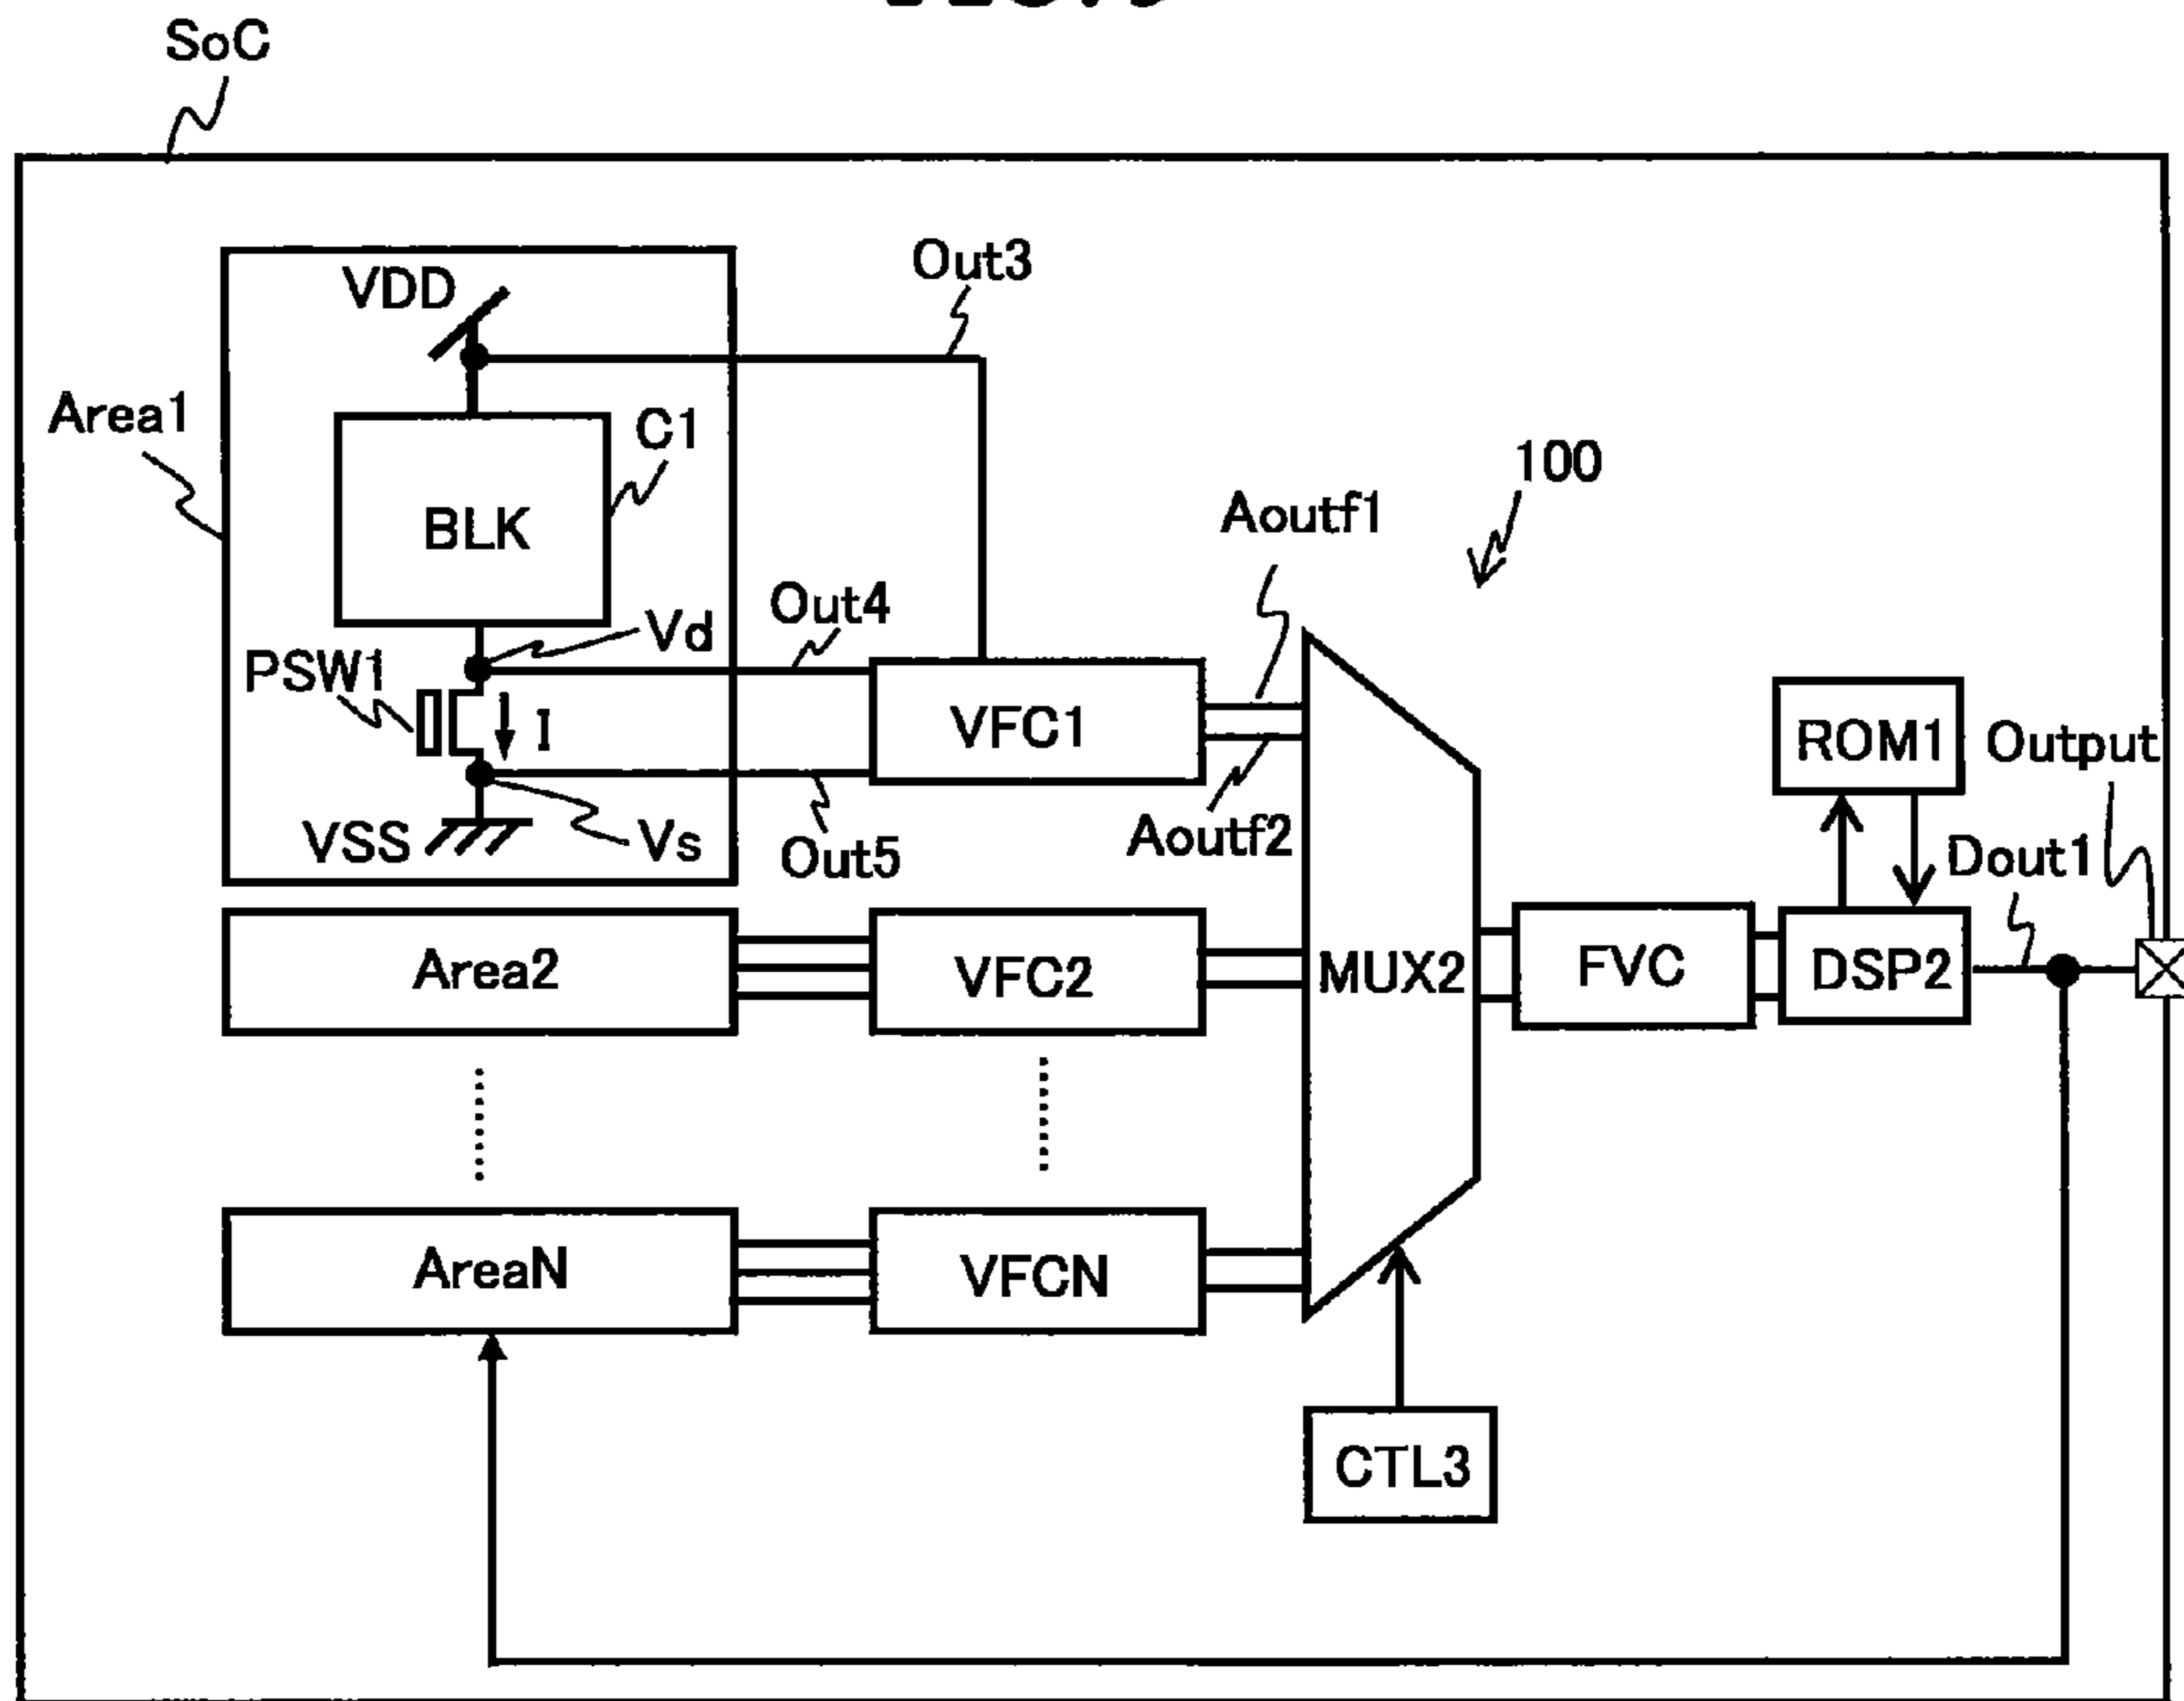 SoC
VDD
Out3
Area1
C1
BLK
100
Aoutf1
Out4
Vd
PSW1
I
VFC1
ROM1
Output
Aoutf2
VSS
Vs
Out5
Dout1
Area2
VFC2
MUX2
FVC
DSP2
AreaN
VFCN
CTL3